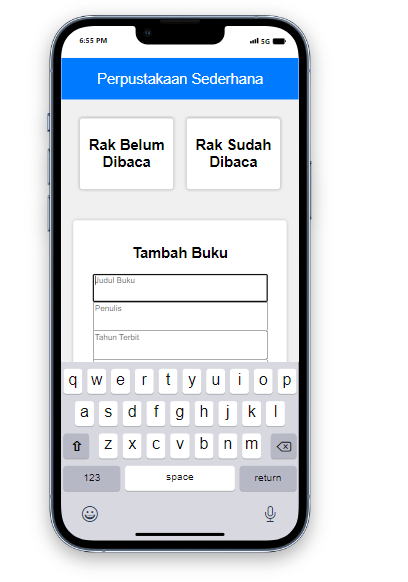 6:55 PM
5G
Perpustakaan Sederhana
Rak Belum
Dibaca
Rak Sudah
Dibaca
Tambah Buku
Judul Buku
Penulis
Tahun Terbit
q w e r t y u i o p
a s d f g h j k l
z x c v b n m
123 space return